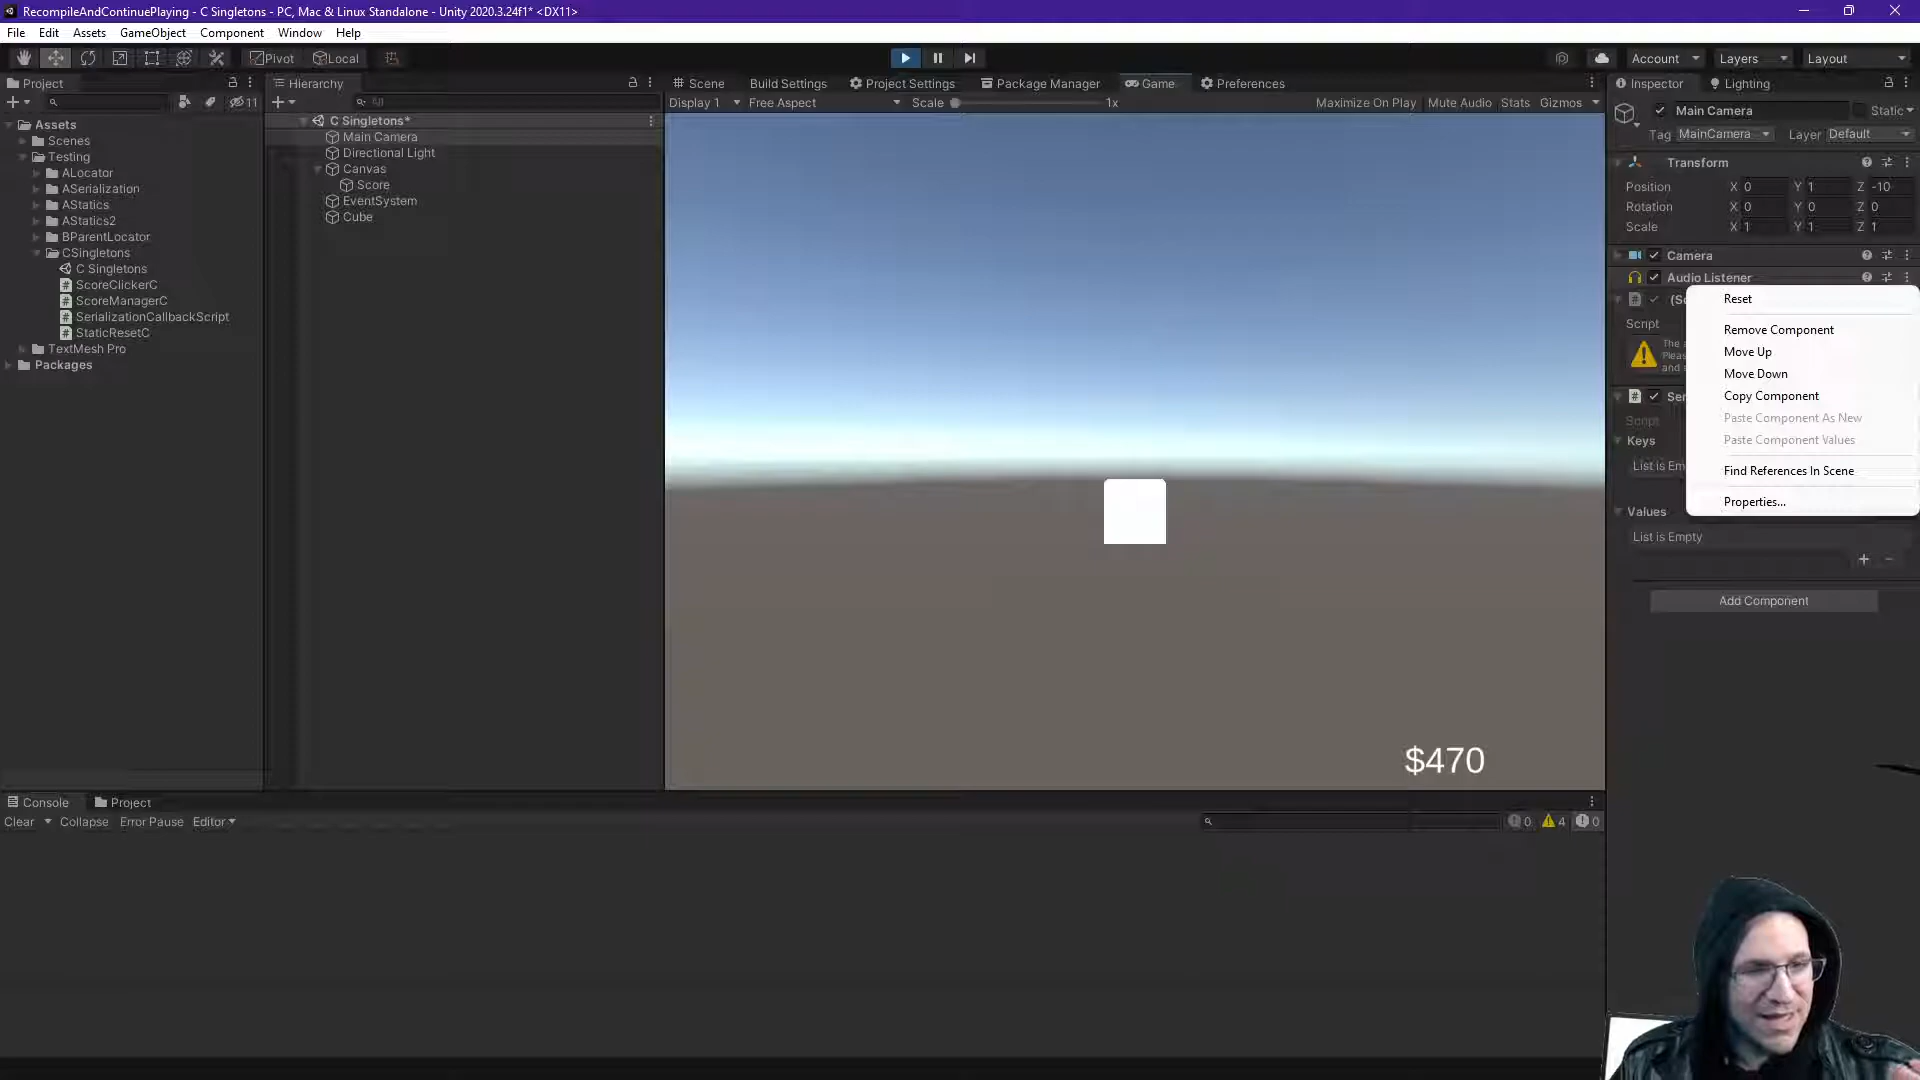 RecompileAndContinuePlaying - C Singletons - PC, Mac & Linux Standalone - Unity 2020.3.24f1* <DX11>
File Edit Assets GameObject Component Window Help
Pivot Local Account Layers Layout
Project
11
Assets
Scenes
Testing
ALocator
ASerialization
AStatics
AStatics2
BParentLocator
CSingletons
C Singletons
ScoreClickerC
ScoreManagerC
SerializationCallbackScript
StaticResetC
TextMesh Pro
Packages
Hierarchy
All
C Singletons*
Main Camera
Directional Light
Canvas
Score
EventSystem
Cube
Scene Build Settings Project Settings Package Manager Game Preferences
Display 1 Free Aspect Scale 1x Maximize On Play Mute Audio Stats Gizmos
$470
Inspector Lighting
Main Camera Static
Tag MainCamera Layer Default
Transform
Position X 0 Y 1 Z -10
Rotation X 0 Y 0 Z 0
Scale X 1 Y 1 Z 1
Camera
Audio Listener
Script
Script
Keys
List is Em
Values
List is Empty
+ -
Add Component
Reset
Remove Component
Move Up
Move Down
Copy Component
Paste Component As New
Paste Component Values
Find References In Scene
Properties...
Console Project
Clear Collapse Error Pause Editor 0 4 0